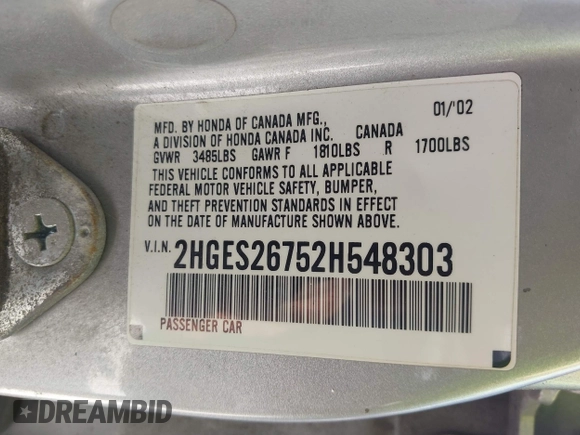 MFD. BY HONDA OF CANADA MFG., 01/'02
A DIVISION OF HONDA CANADA INC. CANADA
GVWR 3485LBS GAWR F 1810LBS R 1700LBS
THIS VEHICLE CONFORMS TO ALL APPLICABLE
FEDERAL MOTOR VEHICLE SAFETY, BUMPER,
AND THEFT PREVENTION STANDARDS IN EFFECT
ON THE DATE OF MANUFACTURE SHOWN ABOVE.
V.I.N. 2HGES26752H548303
PASSENGER CAR
DREAMBID